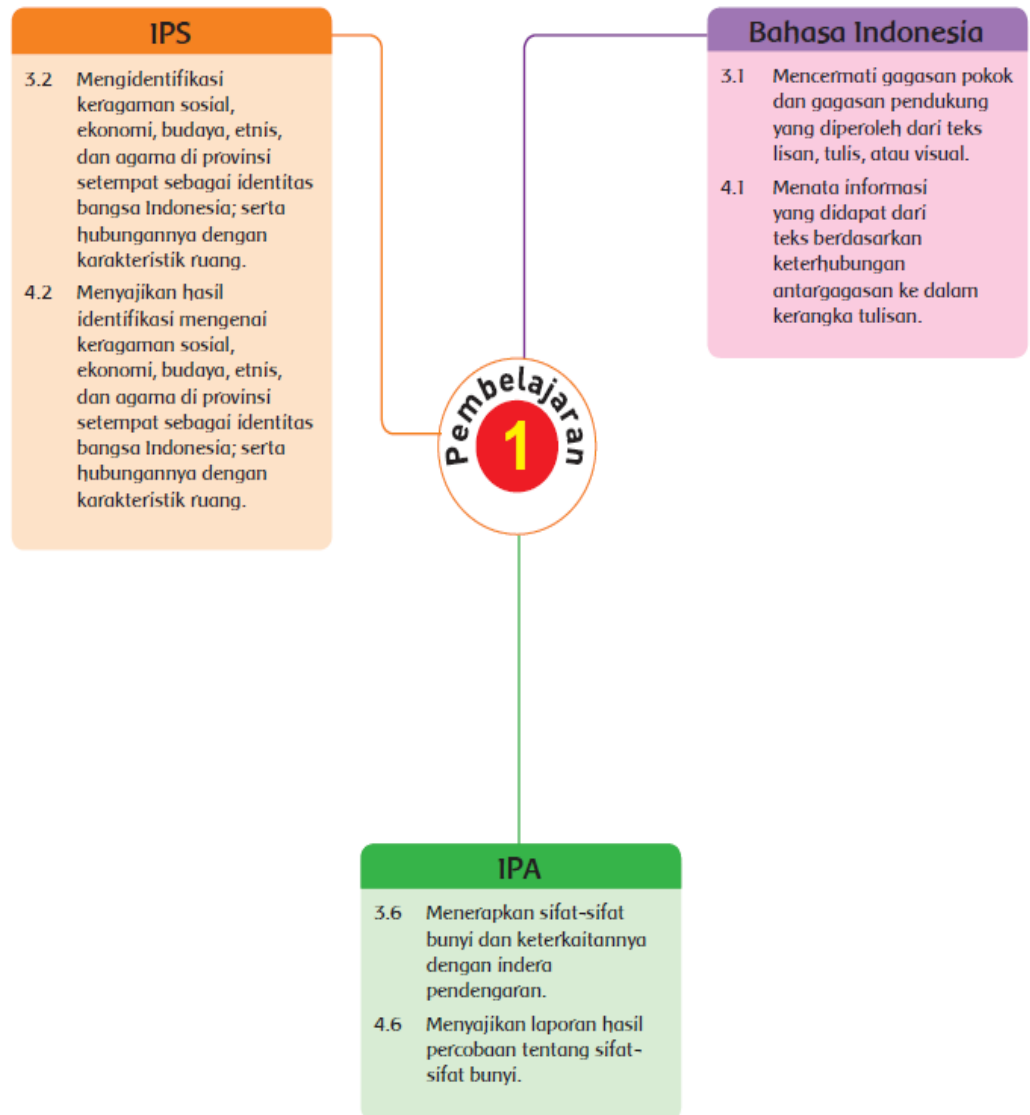 IPS
3.2 Mengidentifikasi
keragaman sosial,
ekonomi, budaya, etnis,
dan agama di provinsi
setempat sebagai identitas
bangsa Indonesia; serta
hubungannya dengan
karakteristik ruang.
4.2 Menyajikan hasil
identifikasi mengenai
keragaman sosial,
ekonomi, budaya, etnis,
dan agama di provinsi
setempat sebagai identitas
bangsa Indonesia; serta
hubungannya dengan
karakteristik ruang.
Bahasa Indonesia
3.1 Mencermati gagasan pokok
dan gagasan pendukung
yang diperoleh dari teks
lisan, tulis, atau visual.
4.1 Menata informasi
yang didapat dari
teks berdasarkan
keterhubungan
antargagasan ke dalam
kerangka tulisan.
Pembelajaran
1
IPA
3.6 Menerapkan sifat-sifat
bunyi dan keterkaitannya
dengan indera
pendengaran.
4.6 Menyajikan laporan hasil
percobaan tentang sifat-
sifat bunyi.